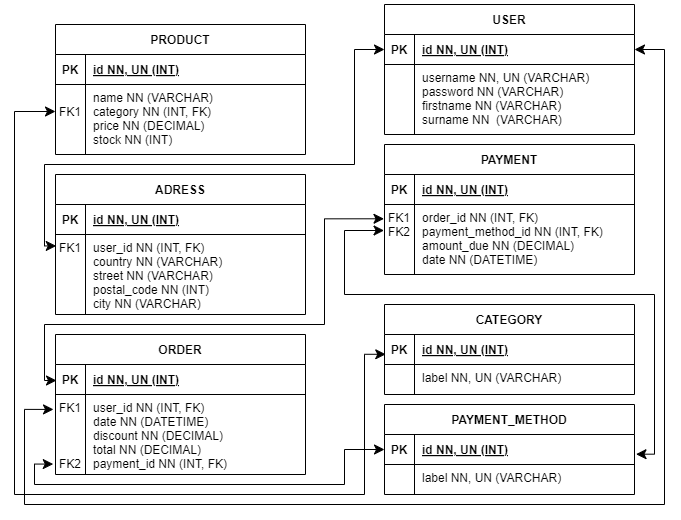 PRODUCT
PK id NN, UN (INT)
name NN (VARCHAR)
FK1 category NN (INT, FK)
price NN (DECIMAL)
stock NN (INT)
ADRESS
PK id NN, UN (INT)
FK1 user_id NN (INT, FK)
country NN (VARCHAR)
street NN (VARCHAR)
postal_code NN (INT)
city NN (VARCHAR)
ORDER
PK id NN, UN (INT)
FK1 user_id NN (INT, FK)
date NN (DATETIME)
discount NN (DECIMAL)
total NN (DECIMAL)
FK2 payment_id NN (INT, FK)
USER
PK id NN, UN (INT)
username NN, UN (VARCHAR)
password NN (VARCHAR)
firstname NN (VARCHAR)
surname NN (VARCHAR)
PAYMENT
PK id NN, UN (INT)
FK1 order_id NN (INT, FK)
FK2 payment_method_id NN (INT, FK)
amount_due NN (DECIMAL)
date NN (DATETIME)
CATEGORY
PK id NN, UN (INT)
label NN, UN (VARCHAR)
PAYMENT_METHOD
PK id NN, UN (INT)
label NN, UN (VARCHAR)